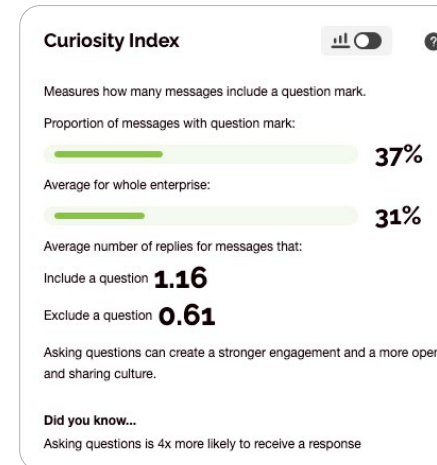 Curiosity Index
?
Measures how many messages include a question mark.
Proportion of messages with question mark:
37%
Average for whole enterprise:
31%
Average number of replies for messages that:
Include a question 1.16
Exclude a question 0.61
Asking questions can create a stronger engagement and a more oper
and sharing culture.
Did you know...
Asking questions is 4x more likely to receive a response